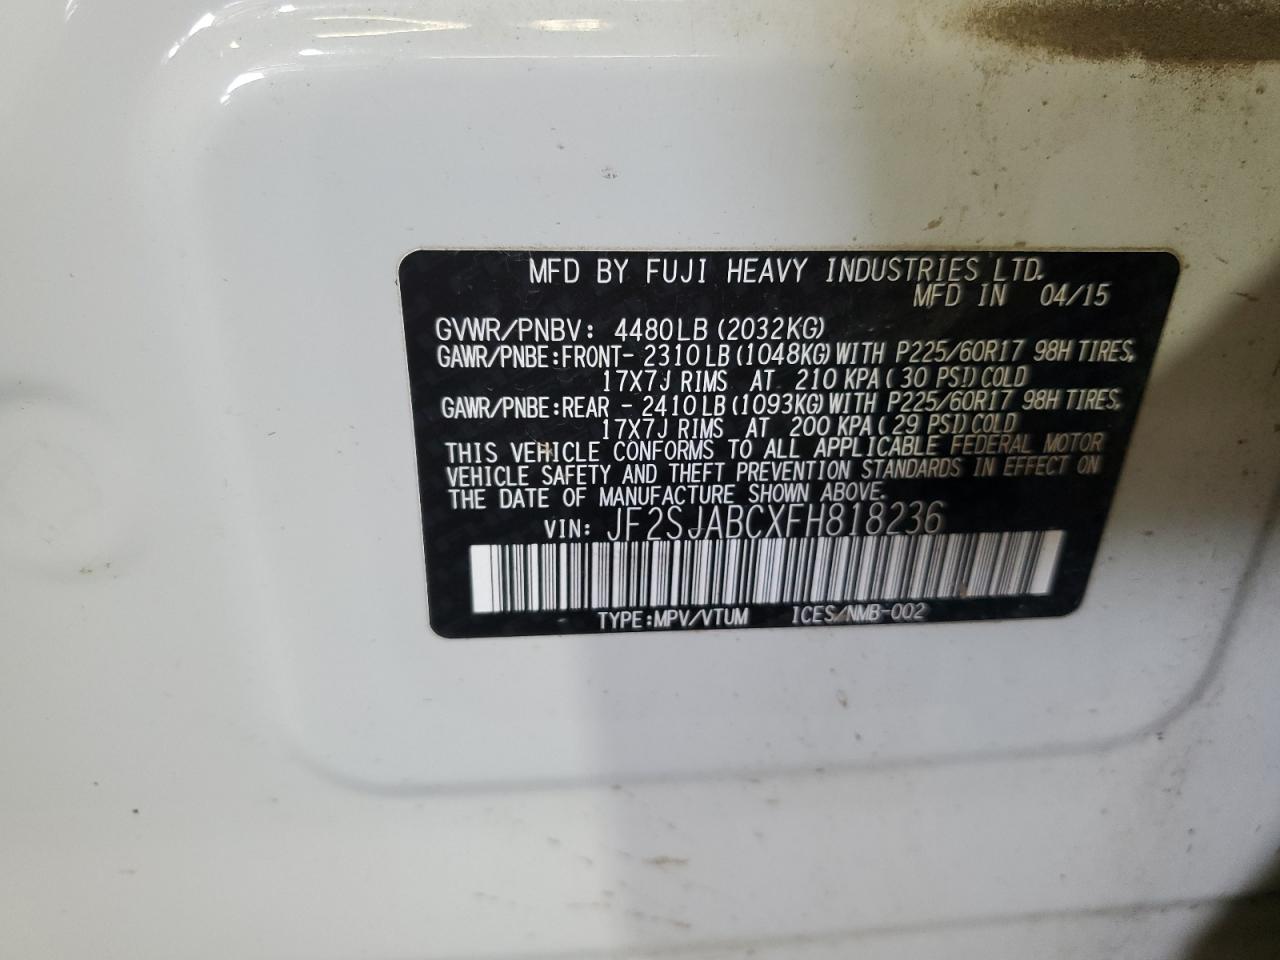 MFD BY FUJI HEAVY INDUSTRIES LTD.
MFD IN 04/15
GVWR/PNBV: 4480LB(2032KG)
GAWR/PNBE:FRONT- 2310LB(1048KG)WITH P225/60R17 98H TIRES,
17X7J RIMS AT 210 KPA(30 PSI)COLD
GAWR/PNBE:REAR - 2410LB(1093KG)WITH P225/60R17 98H TIRES,
17X7J RIMS AT 200 KPA(29 PSI)COLD
THIS VEHICLE CONFORMS TO ALL APPLICABLE FEDERAL MOTOR
VEHICLE SAFETY AND THEFT PREVENTION STANDARDS IN EFFECT ON
THE DATE OF MANUFACTURE SHOWN ABOVE.
VIN: JF2SJABCXFH818236
TYPE:MPV/VTUM ICES/NMB-002